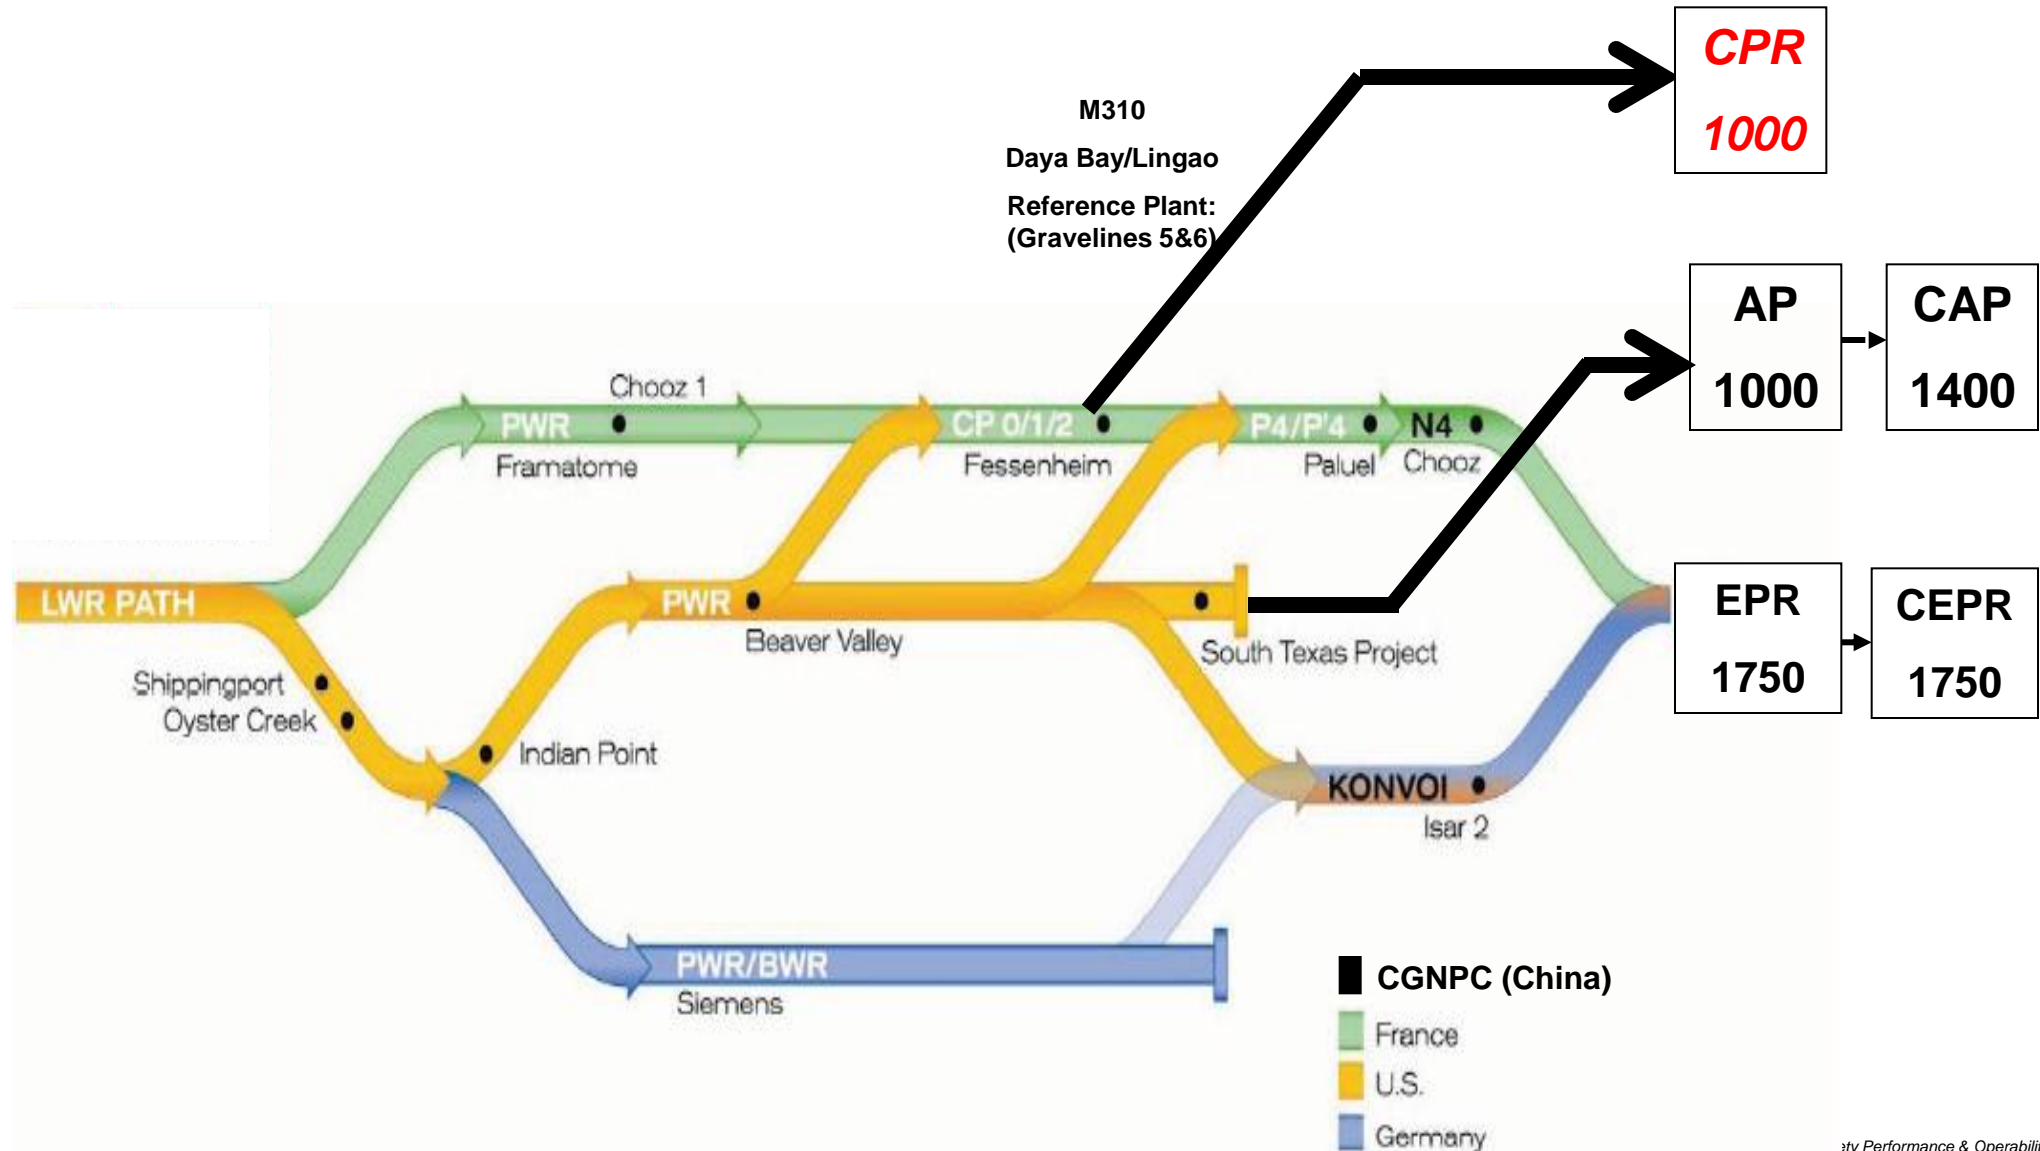 CPR
1000
M310
Daya Bay/Lingao
Reference Plant:
(Gravelines 5&6)
AP
1000
CAP
1400
Chooz 1
PWR
CP 0/1/2
P4/P'4
N4
Framatome
Fessenheim
Paluel
Chooz
LWR PATH
PWR
Beaver Valley
South Texas Project
EPR
1750
CEPR
1750
Shippingport
Oyster Creek
Indian Point
KONVOI
Isar 2
PWR/BWR
Siemens
CGNPC (China)
France
U.S.
Germany
Performance & Operabili